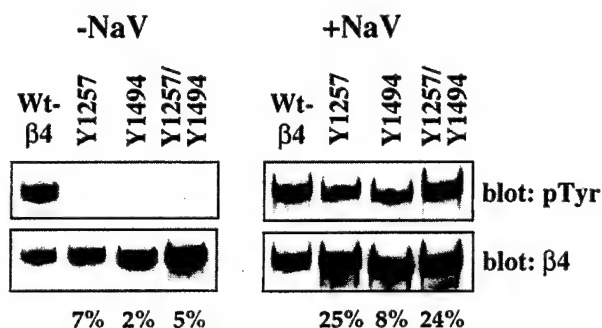 -NaV
+NaV
Wt-β4
Y1257
Y1494
Y1257/Y1494
Wt-β4
Y1257
Y1494
Y1257/Y1494
blot: pTyr
blot: β4
7% 2% 5%
25% 8% 24%